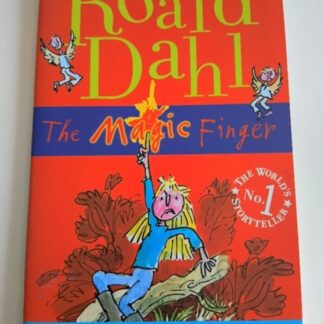 Roald
Dahl
The Magic Finger
THE WORLD'S
No. 1
STORYTELLER